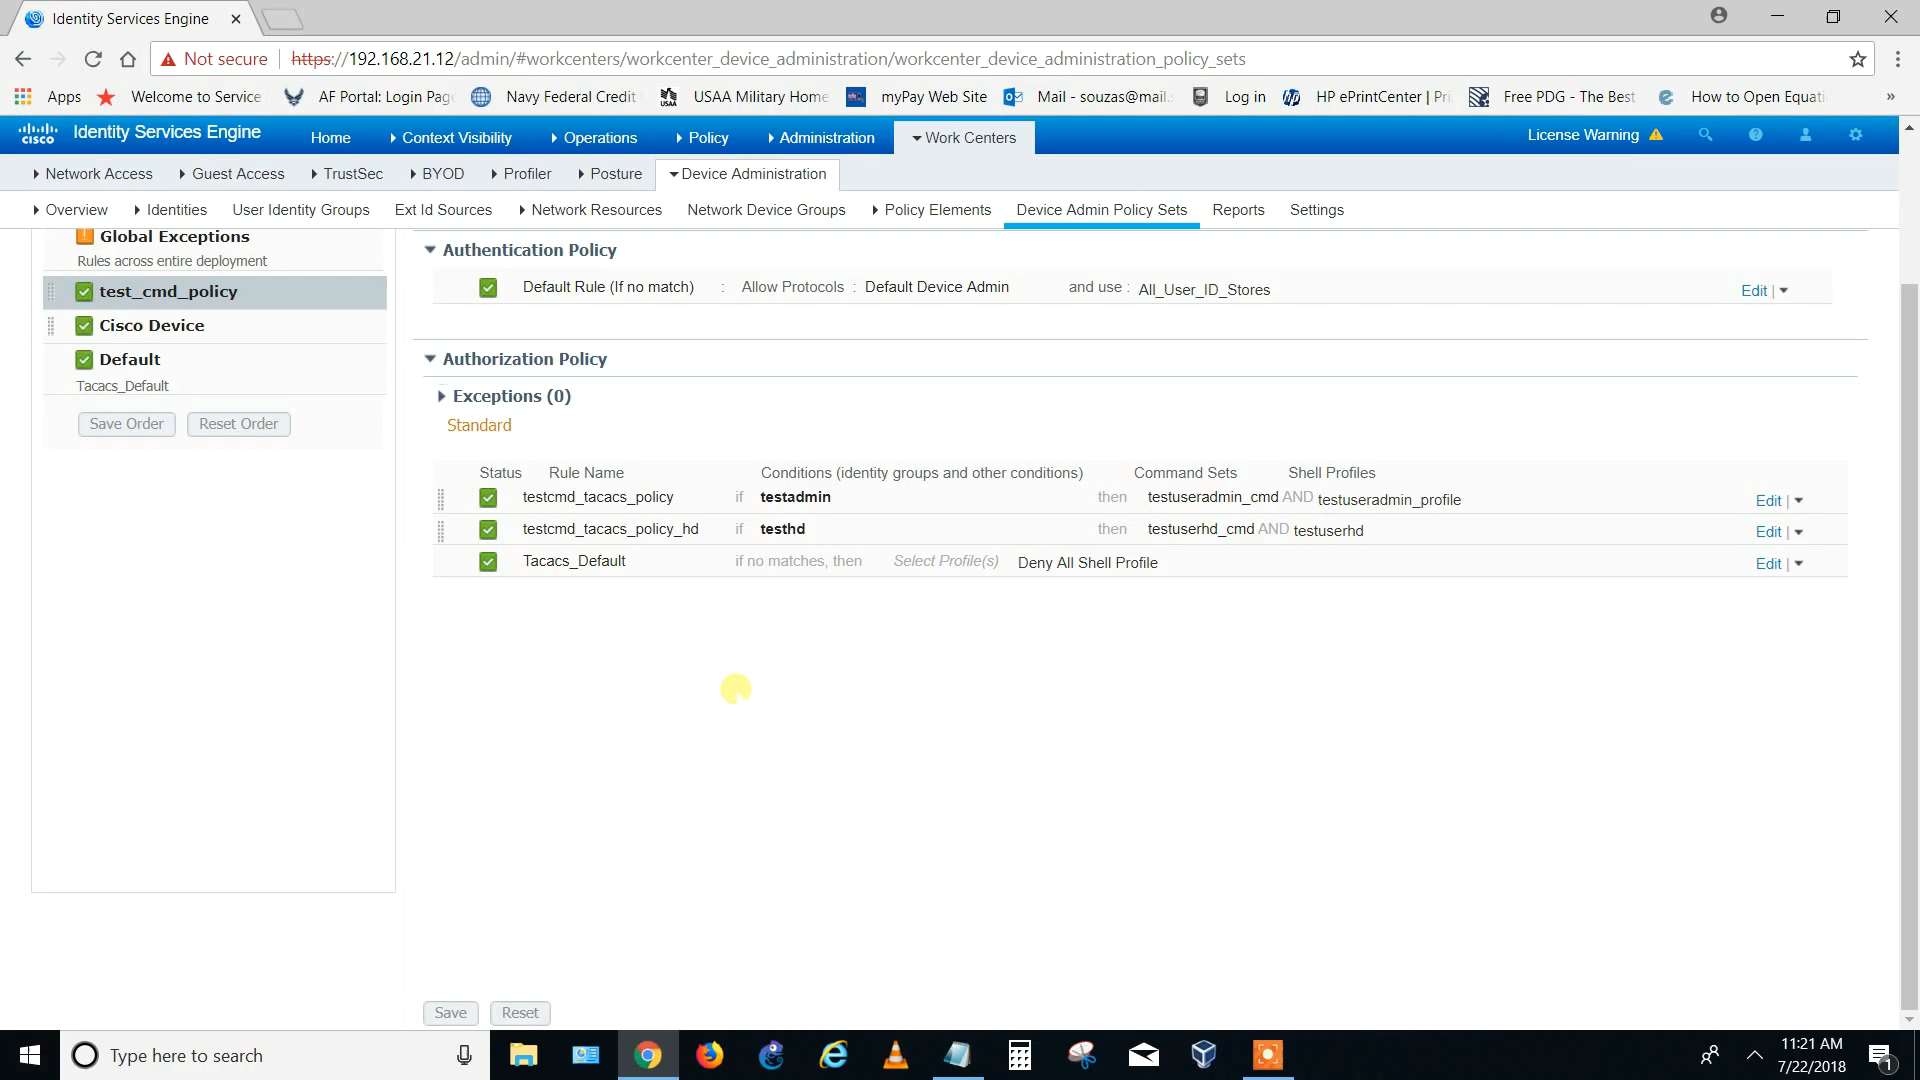 Identity Services Engine
Not secure https://192.168.21.12/admin/#workcenters/workcenter_device_administration/workcenter_device_administration_policy_sets
Apps Welcome to Service AF Portal: Login Page Navy Federal Credit USAA Military Home myPay Web Site Mail - souzas@mail. Log in HP ePrintCenter | Pri Free PDG - The Best How to Open Equati »
cisco Identity Services Engine Home Context Visibility Operations Policy Administration Work Centers License Warning
Network Access Guest Access TrustSec BYOD Profiler Posture Device Administration
Overview Identities User Identity Groups Ext Id Sources Network Resources Network Device Groups Policy Elements Device Admin Policy Sets Reports Settings
Global Exceptions
Rules across entire deployment
test_cmd_policy
Cisco Device
Default
Tacacs_Default
Save Order Reset Order
Authentication Policy
Default Rule (If no match) : Allow Protocols : Default Device Admin and use : All_User_ID_Stores Edit |
Authorization Policy
Exceptions (0)
Standard
Status Rule Name Conditions (identity groups and other conditions) Command Sets Shell Profiles
testcmd_tacacs_policy if testadmin then testuseradmin_cmd AND testuseradmin_profile Edit |
testcmd_tacacs_policy_hd if testhd then testuserhd_cmd AND testuserhd Edit |
Tacacs_Default if no matches, then Select Profile(s) Deny All Shell Profile Edit |
Save Reset
Type here to search
11:21 AM
7/22/2018
1